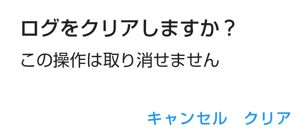 ログをクリアしますか？
この操作は取り消せません
キャンセル クリア